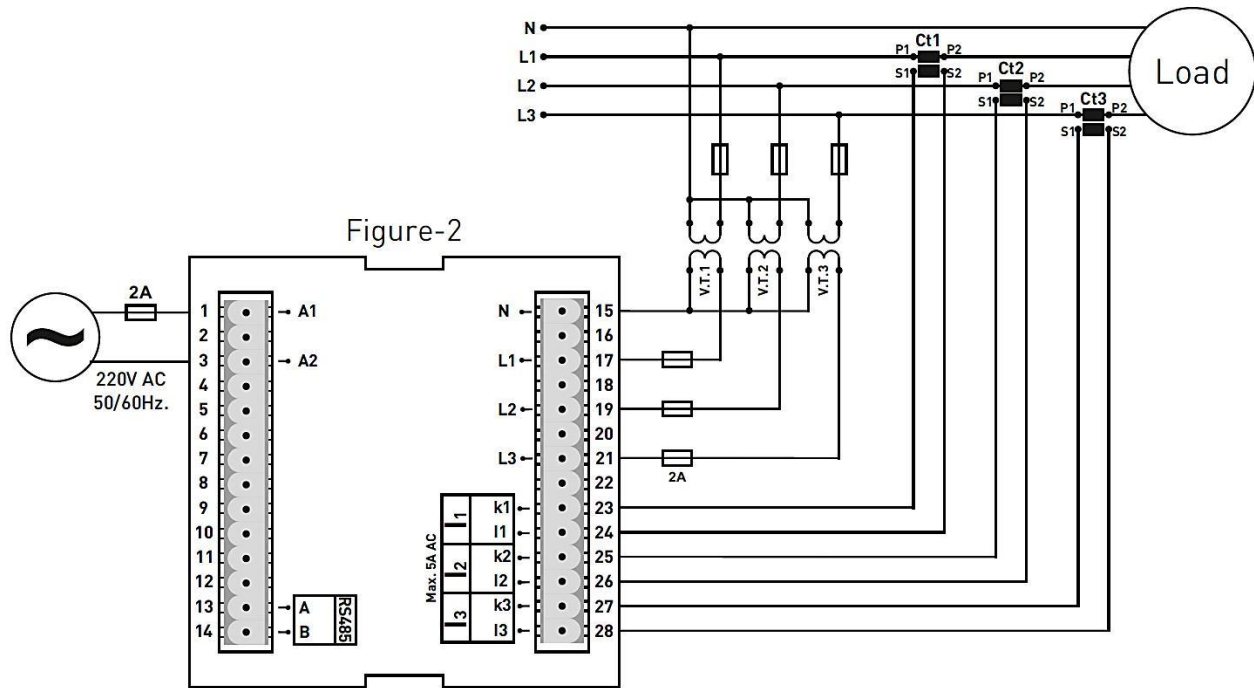 N
L1
L2
L3
P1 Ct1 P2
S1 S2
P1 Ct2 P2
S1 S2
P1 Ct3 P2
S1 S2
Load
Figure-2
V.T.1
V.T.2
V.T.3
2A
220V AC
50/60Hz.
1 A1
2
3 A2
4
5
6
7
8
9
10
11
12
13 A
14 B
RS485
N 15
16
L1 17
18
L2 19
20
L3 21
2A
22
Max. 5A AC
I1
k1 23
l1 24
I2
k2 25
l2 26
I3
k3 27
l3 28